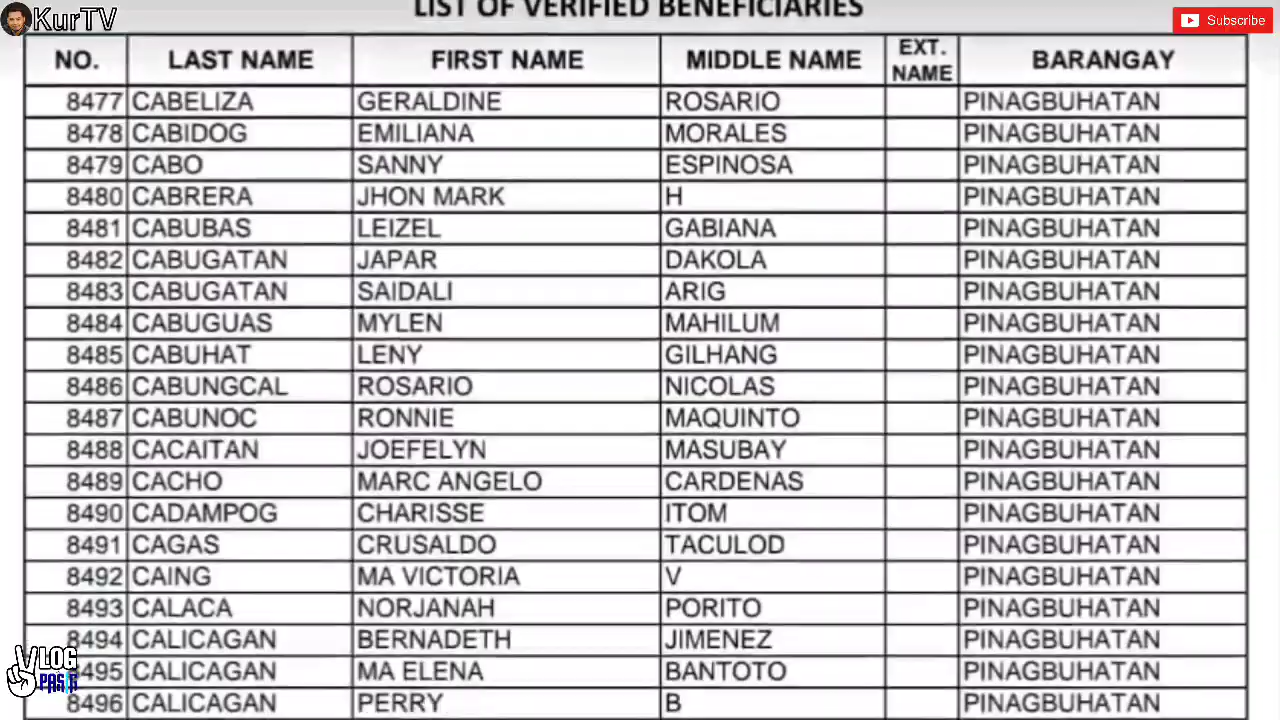 LIST OF VERIFIED BENEFICIARIES
KurTV
Subscribe
NO. LAST NAME FIRST NAME MIDDLE NAME EXT. NAME BARANGAY
8477 CABELIZA GERALDINE ROSARIO PINAGBUHATAN
8478 CABIDOG EMILIANA MORALES PINAGBUHATAN
8479 CABO SANNY ESPINOSA PINAGBUHATAN
8480 CABRERA JHON MARK H PINAGBUHATAN
8481 CABUBAS LEIZEL GABIANA PINAGBUHATAN
8482 CABUGATAN JAPAR DAKOLA PINAGBUHATAN
8483 CABUGATAN SAIDALI ARIG PINAGBUHATAN
8484 CABUGUAS MYLEN MAHILUM PINAGBUHATAN
8485 CABUHAT LENY GILHANG PINAGBUHATAN
8486 CABUNGCAL ROSARIO NICOLAS PINAGBUHATAN
8487 CABUNOC RONNIE MAQUINTO PINAGBUHATAN
8488 CACAITAN JOEFELYN MASUBAY PINAGBUHATAN
8489 CACHO MARC ANGELO CARDENAS PINAGBUHATAN
8490 CADAMPOG CHARISSE ITOM PINAGBUHATAN
8491 CAGAS CRUSALDO TACULOD PINAGBUHATAN
8492 CAING MA VICTORIA V PINAGBUHATAN
8493 CALACA NORJANAH PORITO PINAGBUHATAN
8494 CALICAGAN BERNADETH JIMENEZ PINAGBUHATAN
8495 CALICAGAN MA ELENA BANTOTO PINAGBUHATAN
8496 CALICAGAN PERRY B PINAGBUHATAN
VLOG
PASIG